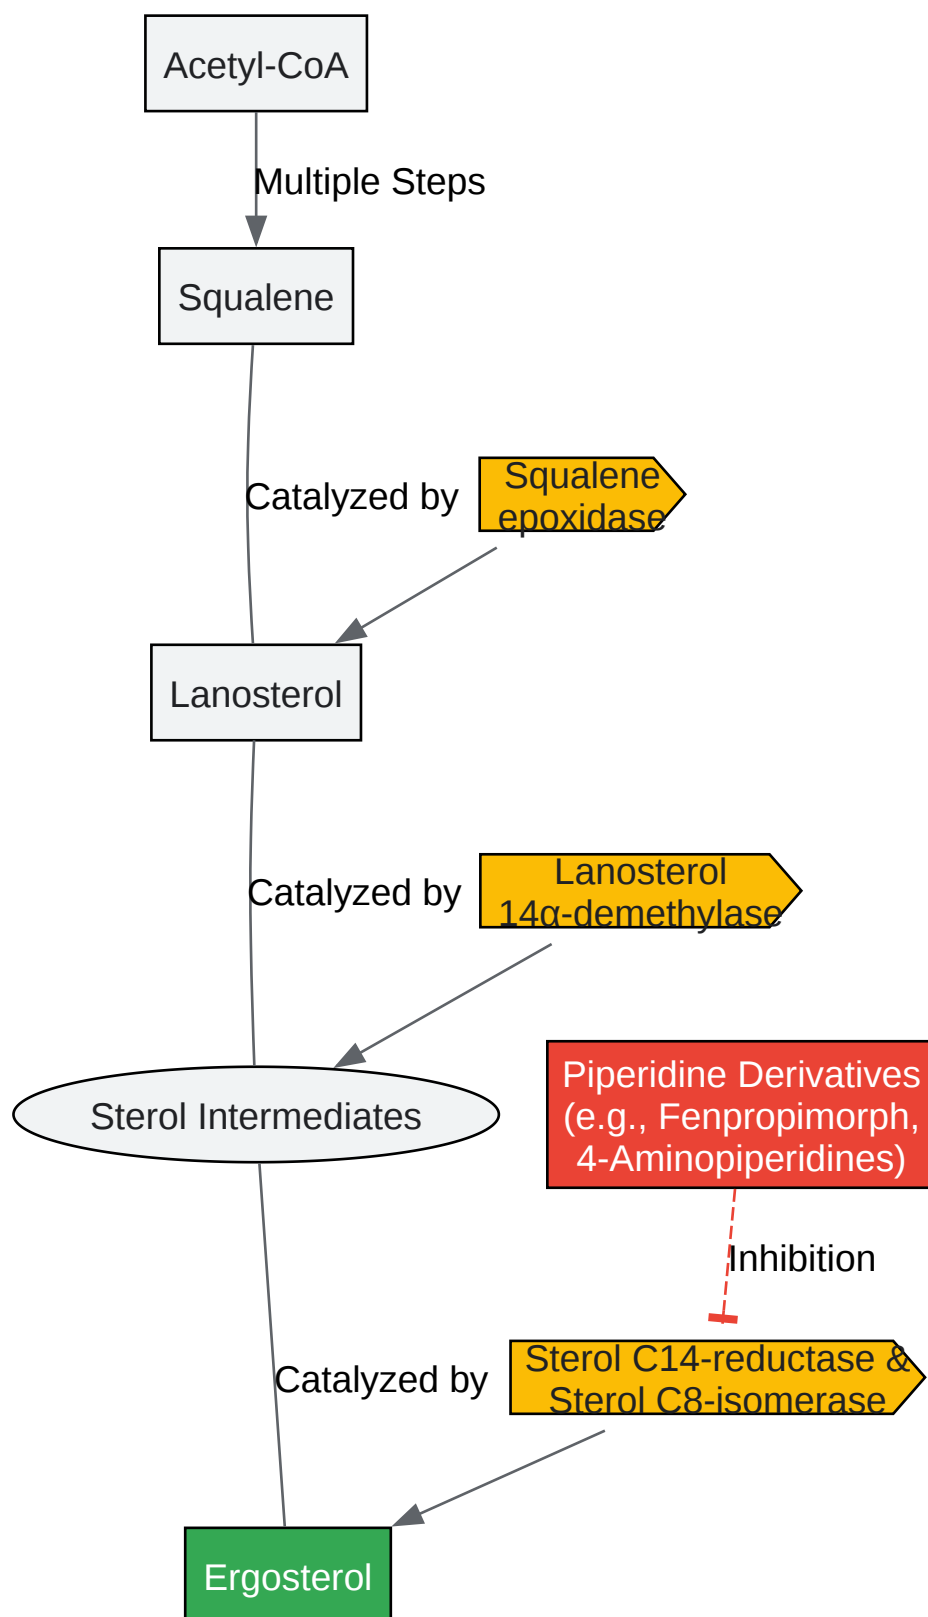 Acetyl-CoA
Multiple Steps
Squalene
Catalyzed by
Squalene
epoxidase
Lanosterol
Catalyzed by
Lanosterol
14α-demethylase
Sterol Intermediates
Piperidine Derivatives
(e.g., Fenpropimorph,
4-Aminopiperidines)
Inhibition
Catalyzed by
Sterol C14-reductase &
Sterol C8-isomerase
Ergosterol